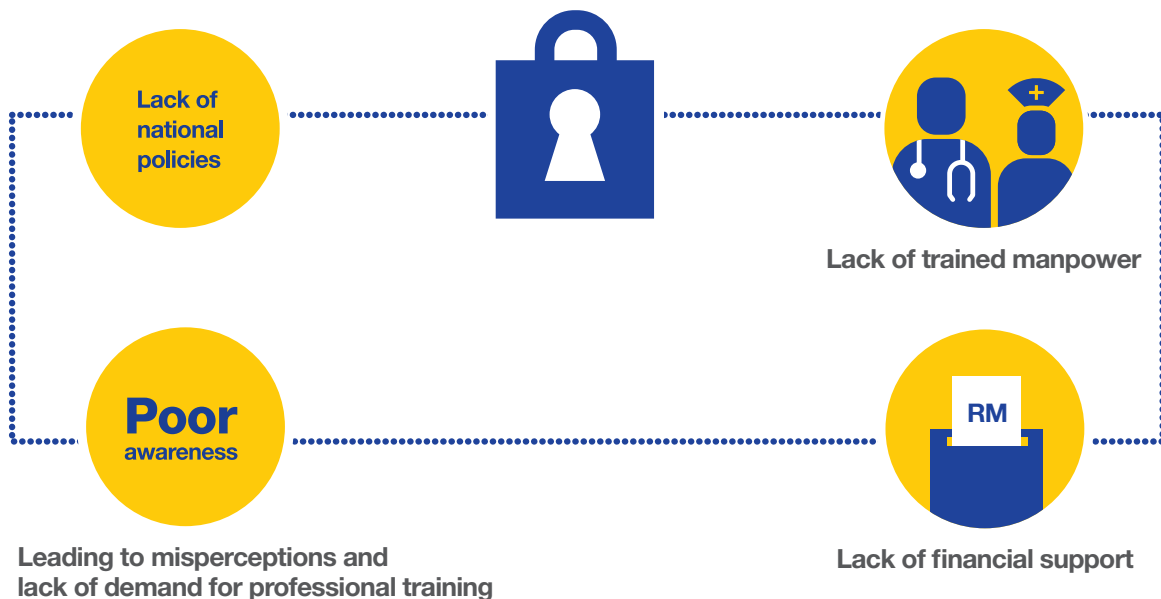 Lack of
national
policies
Lack of trained manpower
Poor
awareness
Leading to misperceptions and
lack of demand for professional training
RM
Lack of financial support